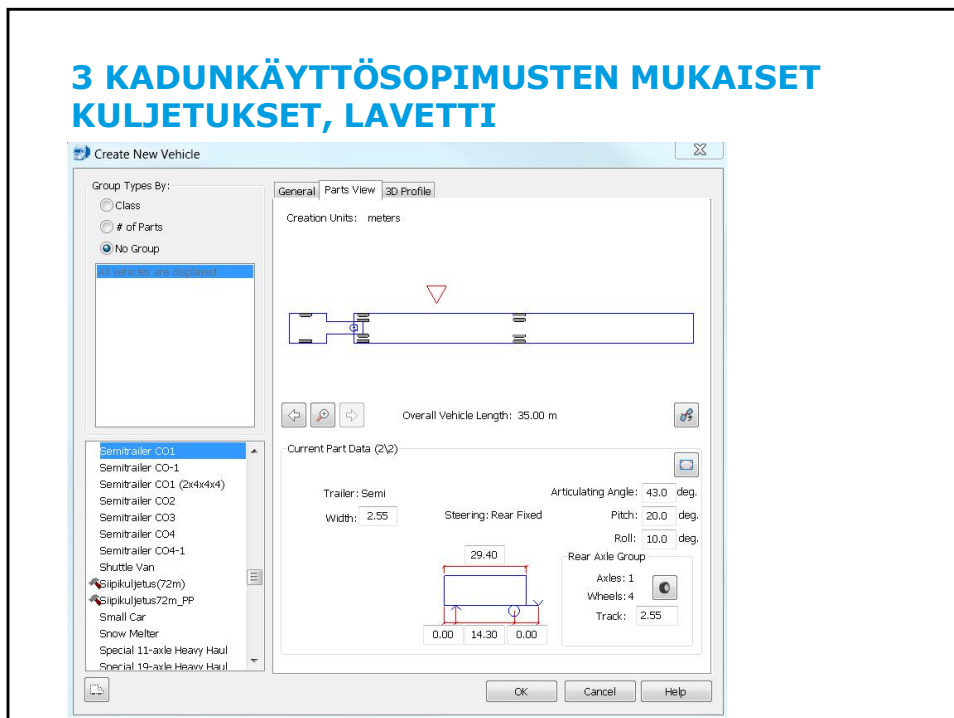 3 KADUNKÄYTTÖSOPIMUSTEN MUKAISET
KULJETUKSET, LAVETTI
Create New Vehicle
Group Types By:
Class
# of Parts
No Group
All vehicles are displayed.
General Parts View 3D Profile
Creation Units: meters
Overall Vehicle Length: 35.00 m
Semitrailer CO1
Semitrailer CO-1
Semitrailer CO1 (2x4x4x4)
Semitrailer CO2
Semitrailer CO3
Semitrailer CO4
Semitrailer CO4-1
Shuttle Van
Siipikuljetus(72m)
Siipikuljetus72m_PP
Small Car
Snow Melter
Special 11-axle Heavy Haul
Special 19-axle Heavy Haul
Current Part Data (2\2)
Trailer: Semi
Width: 2.55
Steering: Rear Fixed
Articulating Angle: 43.0 deg.
Pitch: 20.0 deg.
Roll: 10.0 deg.
29.40
0.00 14.30 0.00
Rear Axle Group
Axles: 1
Wheels: 4
Track: 2.55
OK Cancel Help